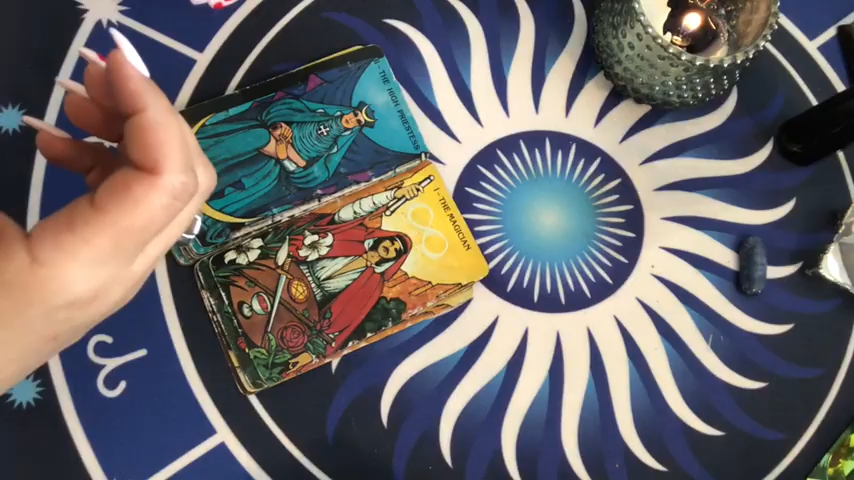 II - THE HIGH PRIESTESS
I - THE MAGICIAN